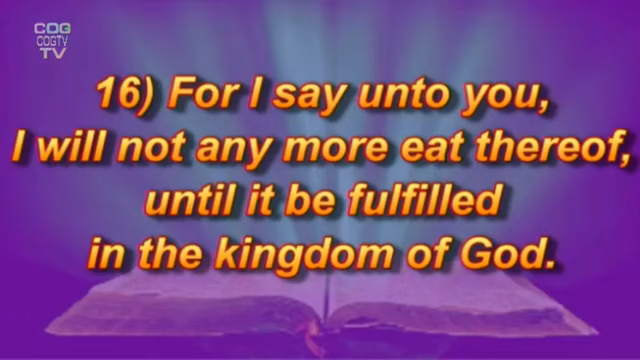 COG
COGTV
TV
16) For I say unto you,
I will not any more eat thereof,
until it be fulfilled
in the kingdom of God.